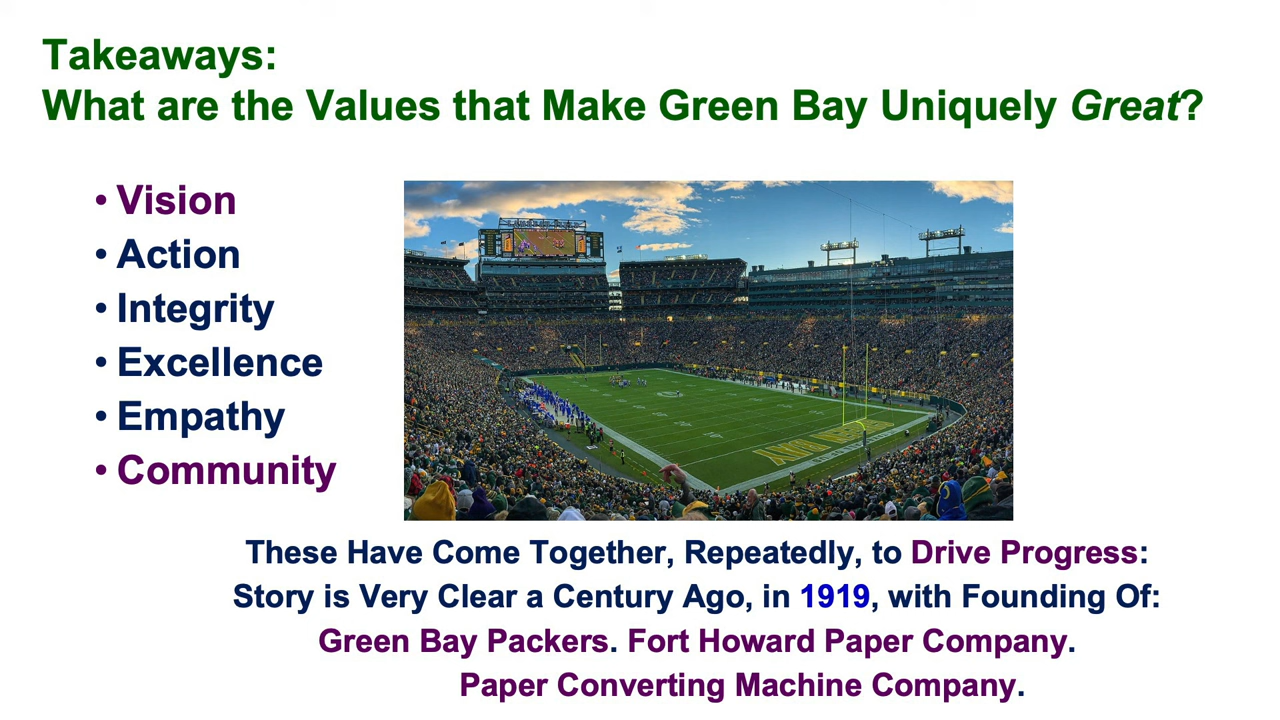 Takeaways:
What are the Values that Make Green Bay Uniquely Great?
• Vision
• Action
• Integrity
• Excellence
• Empathy
• Community
GREEN BAY
These Have Come Together, Repeatedly, to Drive Progress:
Story is Very Clear a Century Ago, in 1919, with Founding Of:
Green Bay Packers. Fort Howard Paper Company.
Paper Converting Machine Company.